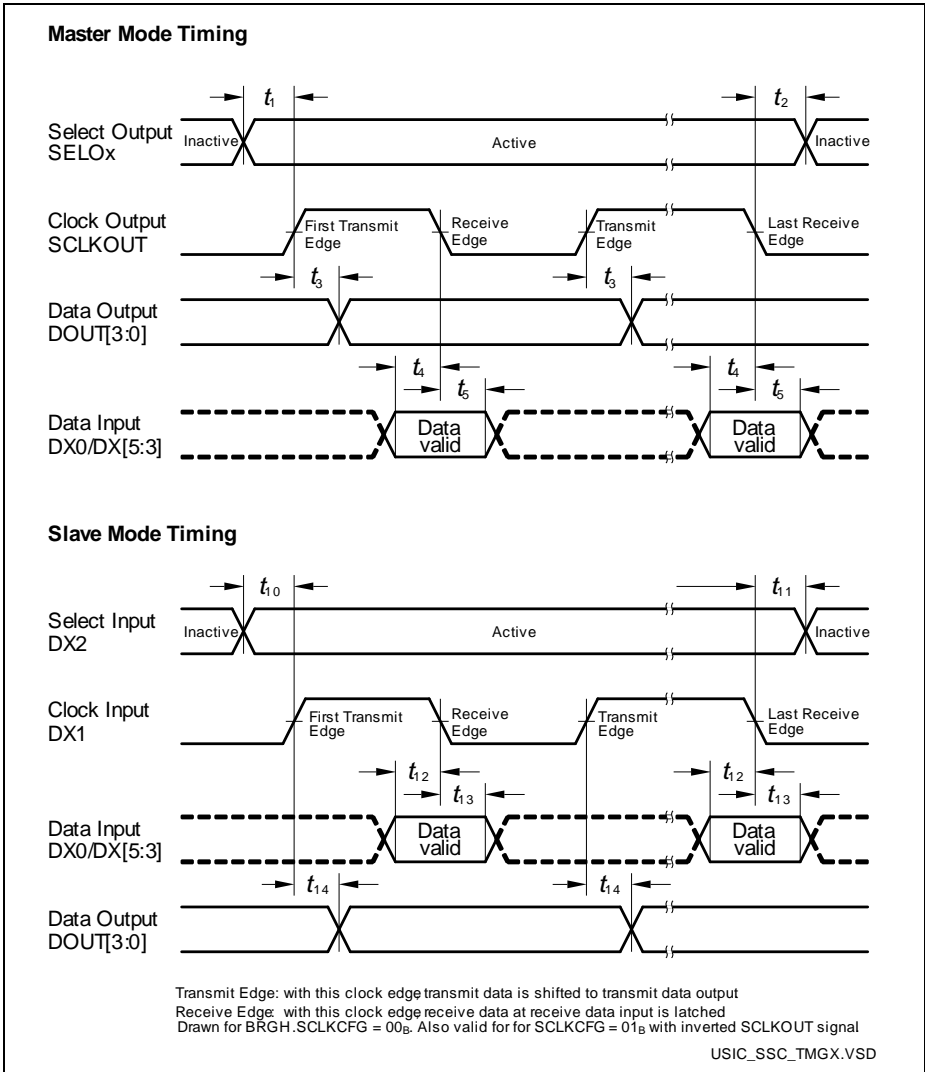 Master Mode Timing
t1
t2
Select Output
SELOx
Inactive
Active
Inactive
Clock Output
SCLKOUT
First Transmit
Edge
Receive
Edge
Transmit
Edge
Last Receive
Edge
t3
t3
Data Output
DOUT[3:0]
t4
t5
t4
t5
Data Input
DX0/DX[5:3]
Data
valid
Data
valid
Slave Mode Timing
t10
t11
Select Input
DX2
Inactive
Active
Inactive
Clock Input
DX1
First Transmit
Edge
Receive
Edge
Transmit
Edge
Last Receive
Edge
t12
t13
t12
t13
Data Input
DX0/DX[5:3]
Data
valid
Data
valid
t14
t14
Data Output
DOUT[3:0]
Transmit Edge: with this clock edge, transmit data is shifted to transmit data output
Receive Edge: with this clock edge, receive data at receive data input is latched
Drawn for BRGH.SCLKCFG = 00B. Also valid for for SCLKCFG = 01B with inverted SCLKOUT signal.
USIC_SSC_TMGX.VSD